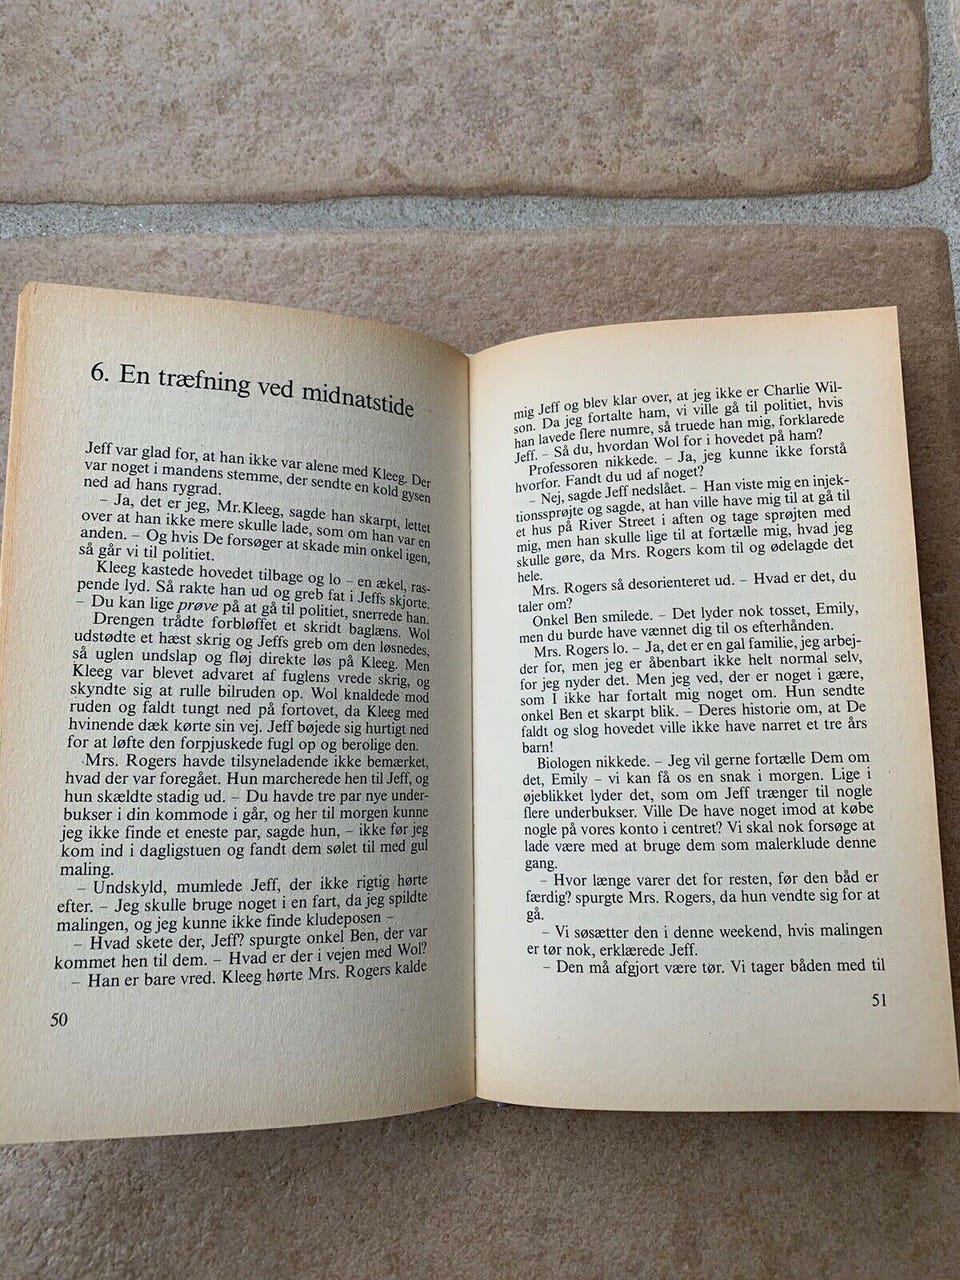 6. En træfning ved midnatstide
Jeff var glad for, at han ikke var alene med Kleeg. Der
var noget i mandens stemme, der sendte en kold gysen
ned ad hans rygrad.
– Ja, det er jeg, Mr.Kleeg, sagde han skarpt, lettet
over at han ikke mere skulle lade, som om han var en
anden. – Og hvis De forsøger at skade min onkel igen,
så går vi til politiet.
Kleeg kastede hovedet tilbage og lo – en ækel, ras-
pende lyd. Så rakte han ud og greb fat i Jeffs skjorte.
– Du kan lige prøve på at gå til politiet, snerrede han.
Drengen trådte forbløffet et skridt baglæns. Wol
udstødte et hæst skrig og Jeffs greb om den løsnedes,
så uglen undslap og fløj direkte løs på Kleeg. Men
Kleeg var blevet advaret af fuglens vrede skrig, og
skyndte sig at rulle bilruden op. Wol knaldede mod
ruden og faldt tungt ned på fortovet, da Kleeg med
hvinende dæk kørte sin vej. Jeff bøjede sig hurtigt ned
for at løfte den forpjuskede fugl op og berolige den.
Mrs. Rogers havde tilsyneladende ikke bemærket,
hvad der var foregået. Hun marcherede hen til Jeff, og
hun skældte stadig ud. – Du havde tre par nye under-
bukser i din kommode i går, og her til morgen kunne
jeg ikke finde et eneste par, sagde hun, – ikke før jeg
kom ind i dagligstuen og fandt dem sølet til med gul
maling.
– Undskyld, mumlede Jeff, der ikke rigtig hørte
efter. – Jeg skulle bruge noget i en fart, da jeg spildte
malingen, og jeg kunne ikke finde kludeposen –
– Hvad skete der, Jeff? spurgte onkel Ben, der var
kommet hen til dem. – Hvad er der i vejen med Wol?
– Han er bare vred. Kleeg hørte Mrs. Rogers kalde
50
mig Jeff og blev klar over, at jeg ikke er Charlie Wil-
son. Da jeg fortalte ham, vi ville gå til politiet, hvis
han lavede flere numre, så truede han mig, forklarede
Jeff. – Så du, hvordan Wol for i hovedet på ham?
Professoren nikkede. – Ja, jeg kunne ikke forstå
hvorfor. Fandt du ud af noget?
– Nej, sagde Jeff nedslået. – Han viste mig en injek-
tionssprøjte og sagde, at han ville have mig til at gå til
et hus på River Street i aften og tage sprøjten med
mig, men han skulle lige til at fortælle mig, hvad jeg
skulle gøre, da Mrs. Rogers kom til og ødelagde det
hele.
Mrs. Rogers så desorienteret ud. – Hvad er det, du
taler om?
Onkel Ben smilede. – Det lyder nok tosset, Emily,
men du burde have vænnet dig til os efterhånden.
Mrs. Rogers lo. – Ja, det er en gal familie, jeg arbej-
der for, men jeg er åbenbart ikke helt normal selv,
for jeg nyder det. Men jeg ved, der er noget i gære,
som I ikke har fortalt mig noget om. Hun sendte
onkel Ben et skarpt blik. – Deres historie om, at De
faldt og slog hovedet ville ikke have narret et tre års
barn!
Biologen nikkede. – Jeg vil gerne fortælle Dem om
det, Emily – vi kan få os en snak i morgen. Lige i
øjeblikket lyder det, som om Jeff trænger til nogle
flere underbukser. Ville De have noget imod at købe
nogle på vores konto i centret? Vi skal nok forsøge at
lade være med at bruge dem som malerklude denne
gang.
– Hvor længe varer det for resten, før den båd er
færdig? spurgte Mrs. Rogers, da hun vendte sig for at
gå.
– Vi søsætter den i denne weekend, hvis malingen
er tør nok, erklærede Jeff.
– Den må afgjort være tør. Vi tager båden med til
51